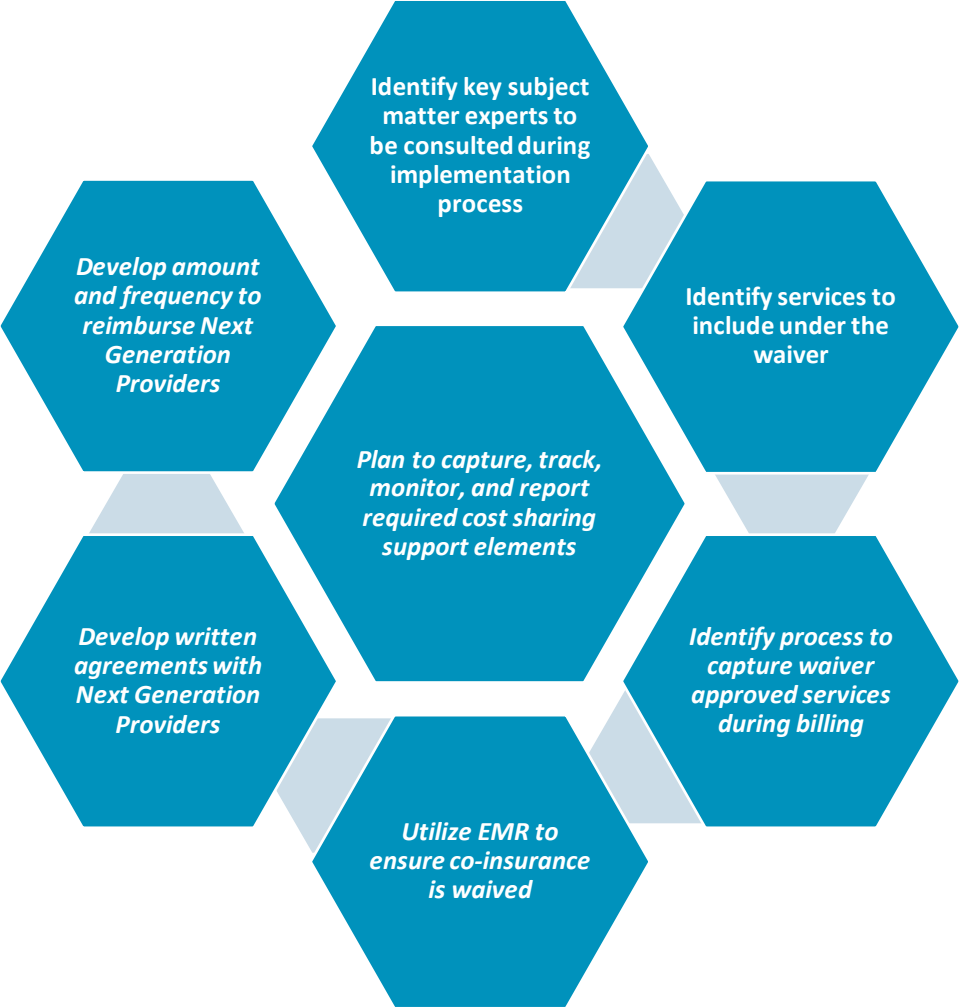 Identify key subject
matter experts to
be consulted during
implementation
process
Identify services to
include under the
waiver
Identify process to
capture waiver
approved services
during billing
Utilize EMR to
ensure co-insurance
is waived
Develop written
agreements with
Next Generation
Providers
Develop amount
and frequency to
reimburse Next
Generation
Providers
Plan to capture, track,
monitor, and report
required cost sharing
support elements